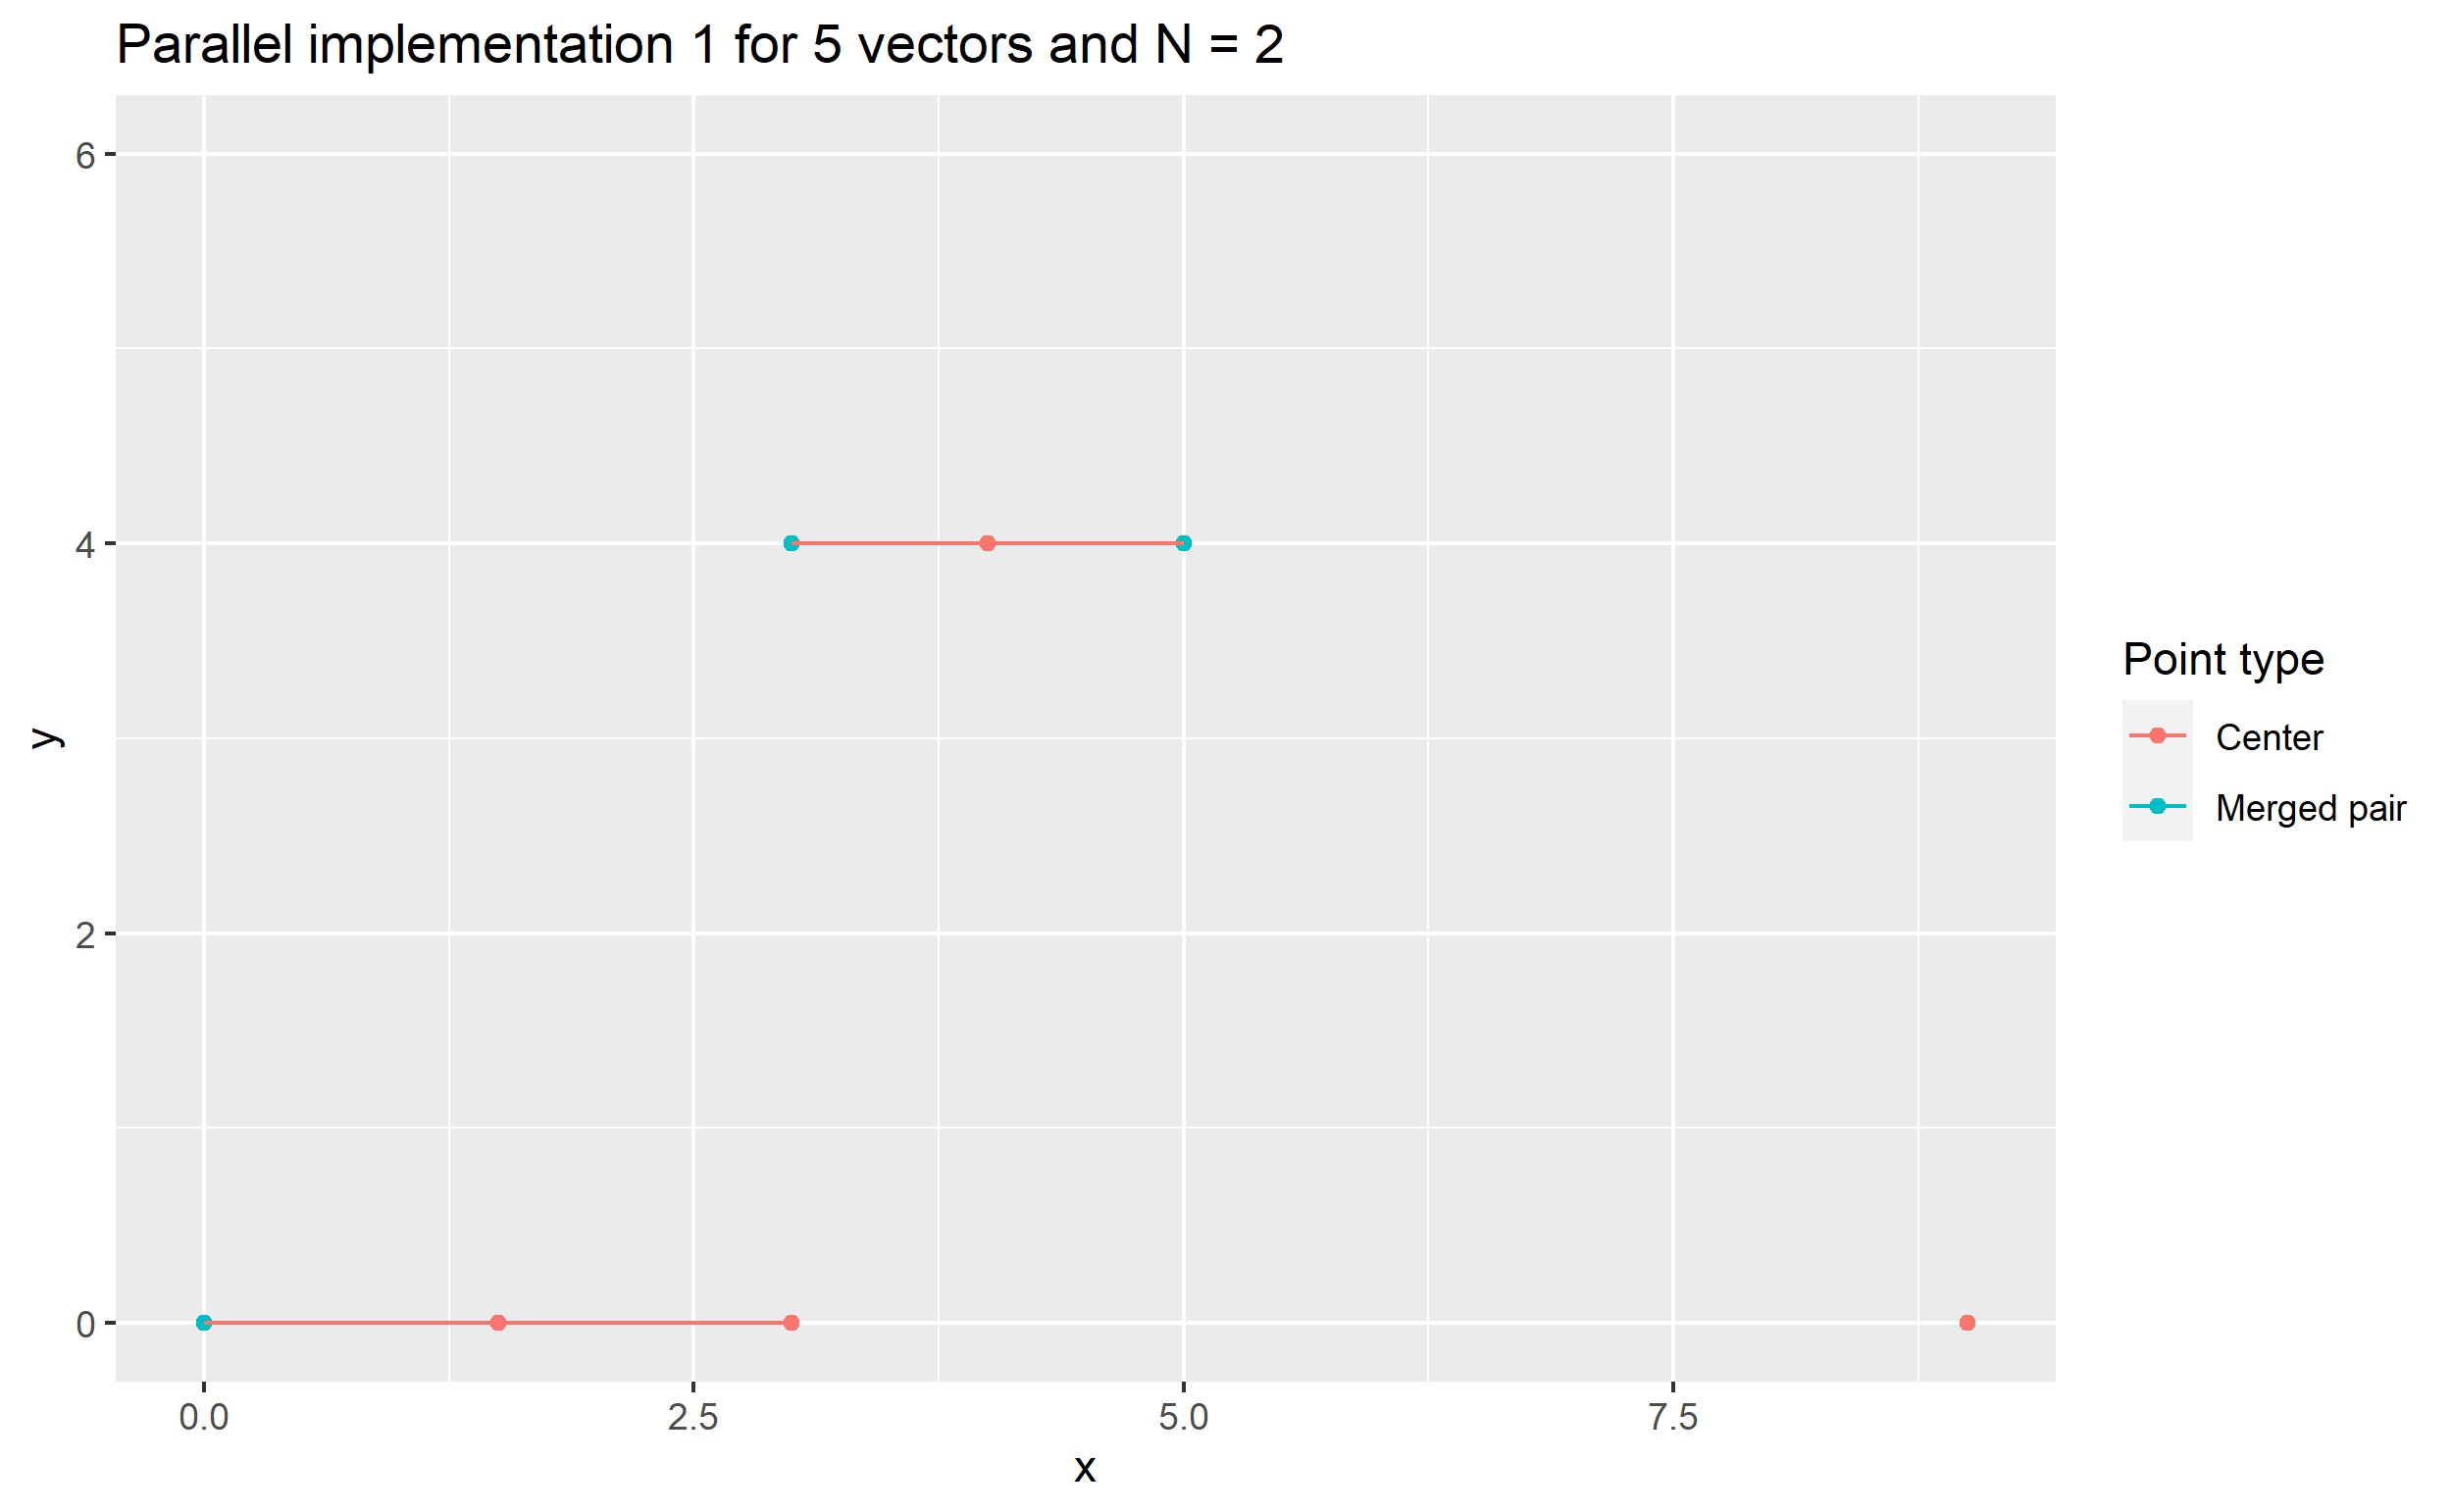 Parallel implementation 1 for 5 vectors and N = 2
6
4
2
0
y
0.0 2.5 5.0 7.5
x
Point type
Center
Merged pair